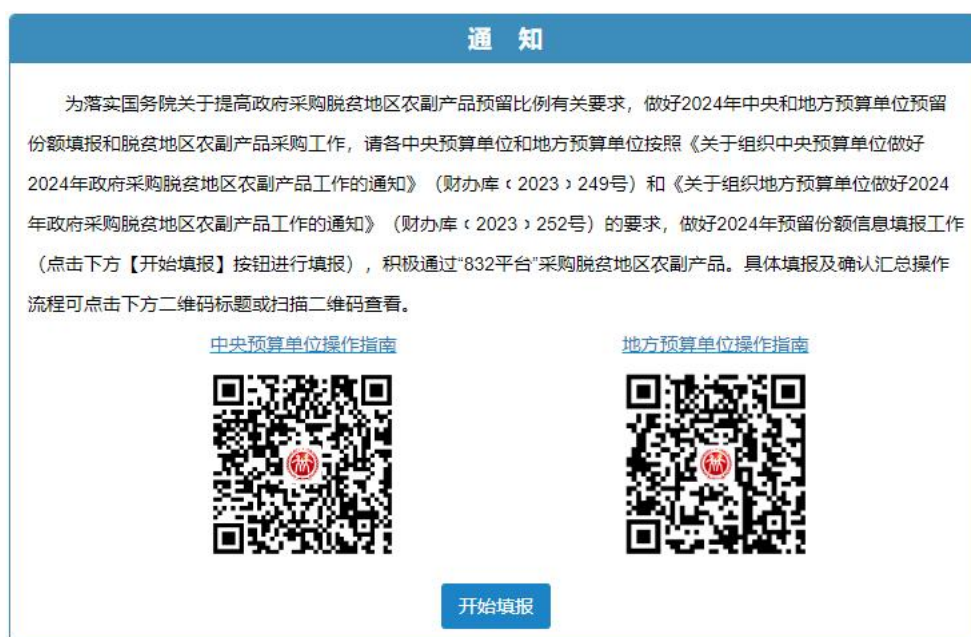 通 知
为落实国务院关于提高政府采购脱贫地区农副产品预留比例有关要求，做好2024年中央和地方预算单位预留
份额填报和脱贫地区农副产品采购工作，请各中央预算单位和地方预算单位按照《关于组织中央预算单位做好
2024年政府采购脱贫地区农副产品工作的通知》（财办库﹝2023﹞249号）和《关于组织地方预算单位做好2024
年政府采购脱贫地区农副产品工作的通知》（财办库﹝2023﹞252号）的要求，做好2024年预留份额信息填报工作
（点击下方【开始填报】按钮进行填报），积极通过“832平台”采购脱贫地区农副产品。具体填报及确认汇总操作
流程可点击下方二维码标题或扫描二维码查看。
中央预算单位操作指南 地方预算单位操作指南
开始填报